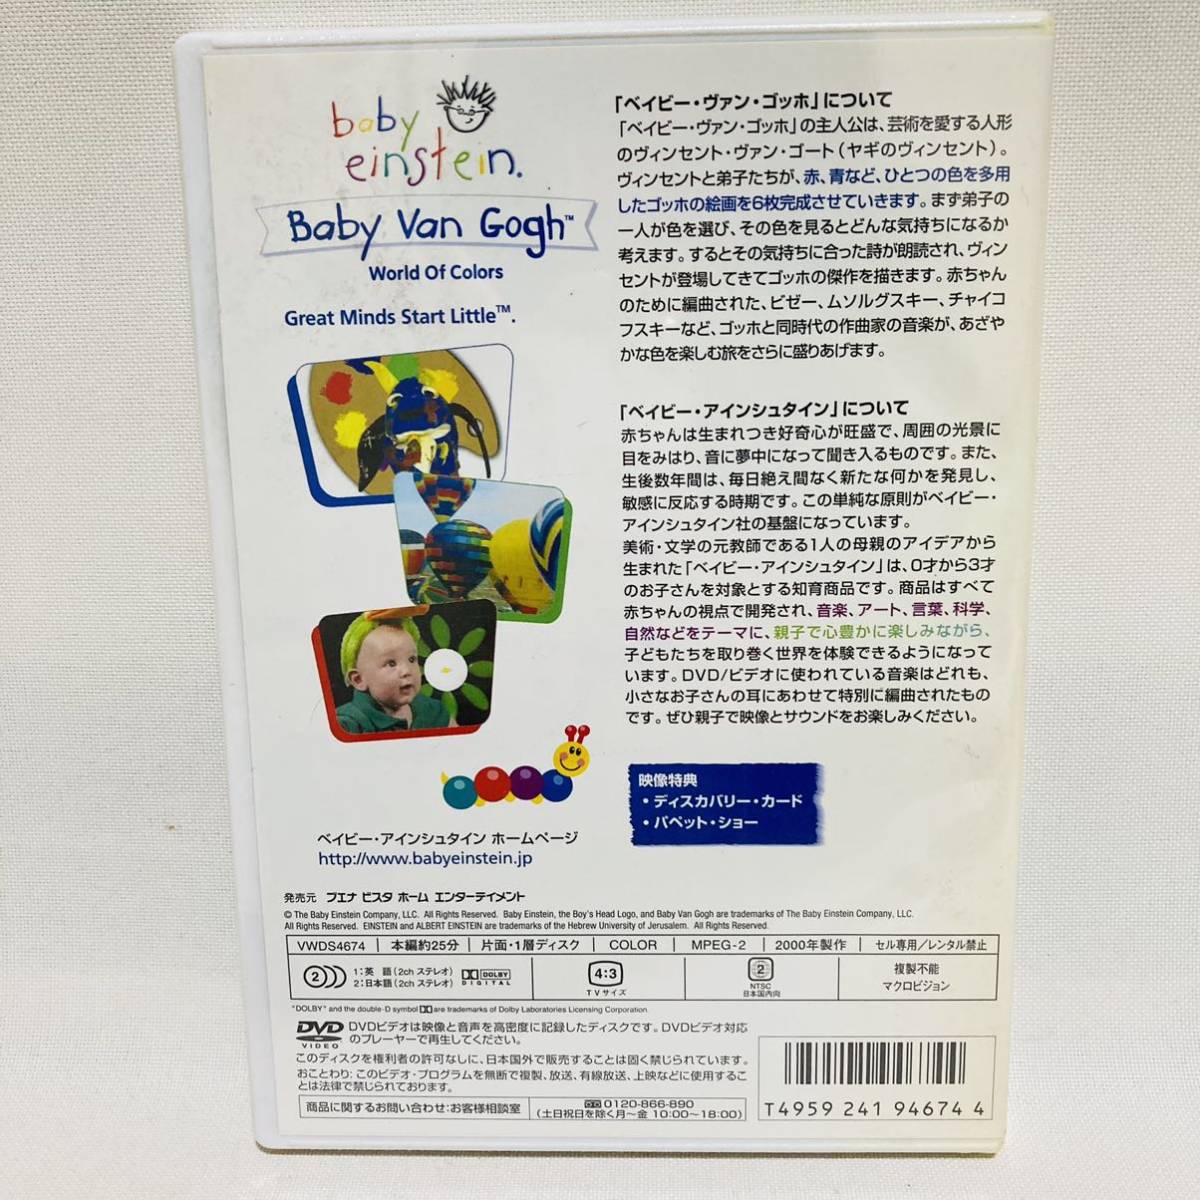 baby
einstein.
Baby Van Gogh™
World Of Colors
Great Minds Start Little™.
「ベイビー・ヴァン・ゴッホ」について
「ベイビー・ヴァン・ゴッホ」の主人公は、芸術を愛する人形
のヴィンセント・ヴァン・ゴート(ヤギのヴィンセント)。
ヴィンセントと弟子たちが、赤、青など、ひとつの色を多用
したゴッホの絵画を6枚完成させていきます。まず弟子の
一人が色を選び、その色を見るとどんな気持ちになるか
考えます。するとその気持ちに合った詩が朗読され、ヴィン
セントが登場してきてゴッホの傑作を描きます。赤ちゃん
のために編曲された、ビゼー、ムソルグスキー、チャイコ
フスキーなど、ゴッホと同時代の作曲家の音楽が、あざや
かな色を楽しむ旅をさらに盛りあげます。
「ベイビー・アインシュタイン」について
赤ちゃんは生まれつき好奇心が旺盛で、周囲の光景に
目をみはり、音に夢中になって聞き入るものです。また、
生後数年間は、毎日絶え間なく新たな何かを発見し、
敏感に反応する時期です。この単純な原則がベイビー・
アインシュタイン社の基盤になっています。
美術・文学の元教師である1人の母親のアイデアから
生まれた「ベイビー・アインシュタイン」は、0才から3才
のお子さんを対象とする知育商品です。商品はすべて
赤ちゃんの視点で開発され、音楽、アート、言葉、科学、
自然などをテーマに、親子で心豊かに楽しみながら、
子どもたちを取り巻く世界を体験できるようになって
います。DVD/ビデオに使われている音楽はどれも、
小さなお子さんの耳にあわせて特別に編曲されたもの
です。ぜひ親子で映像とサウンドをお楽しみください。
映像特典
・ディスカバリー・カード
・パペット・ショー
ベイビー・アインシュタイン ホームページ
http://www.babyeinstein.jp
発売元 ブエナ ビスタ ホーム エンターテイメント
© The Baby Einstein Company, LLC. All Rights Reserved. Baby Einstein, the Boy's Head Logo, and Baby Van Gogh are trademarks of The Baby Einstein Company, LLC.
All Rights Reserved. EINSTEIN and ALBERT EINSTEIN are trademarks of the Hebrew University of Jerusalem. All Rights Reserved.
VWDS4674 本編約25分 片面・1層ディスク COLOR MPEG-2 2000年製作 セル専用/レンタル禁止
2 1:英 語(2ch ステレオ)
2:日本語(2ch ステレオ)
DOLBY
DIGITAL
4:3
TVサイズ
2
NTSC
日本国内向
複製不能
マクロビジョン
"DOLBY" and the double-D symbol are trademarks of Dolby Laboratories Licensing Corporation.
DVD
VIDEO
DVDビデオは映像と音声を高密度に記録したディスクです。DVDビデオ対応
のプレーヤーで再生してください。
このディスクを権利者の許可なしに、日本国外で販売することは固く禁じられています。
おことわり:このビデオ・プログラムを無断で複製、放送、有線放送、上映などに使用するこ
とは法律で禁じられております。
商品に関するお問い合わせ:お客様相談室
0120-866-890
(土日祝日を除く月〜金 10:00〜18:00)
T4959 241 94674 4